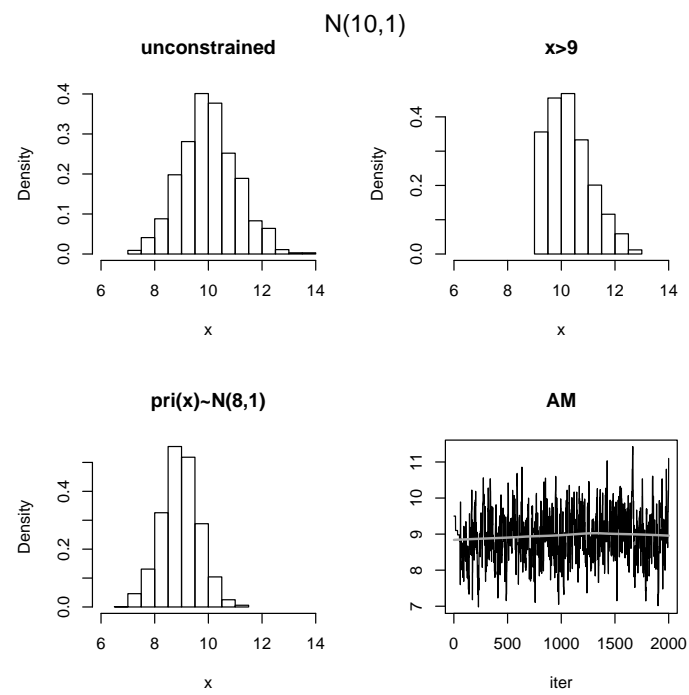 N(10,1)
unconstrained
Density
0.0 0.1 0.2 0.3 0.4
6 8 10 12 14
x
x>9
Density
0.0 0.2 0.4
6 8 10 12 14
x
pri(x)~N(8,1)
Density
0.0 0.2 0.4
6 8 10 12 14
x
AM
7 8 9 10 11
0 500 1000 1500 2000
iter